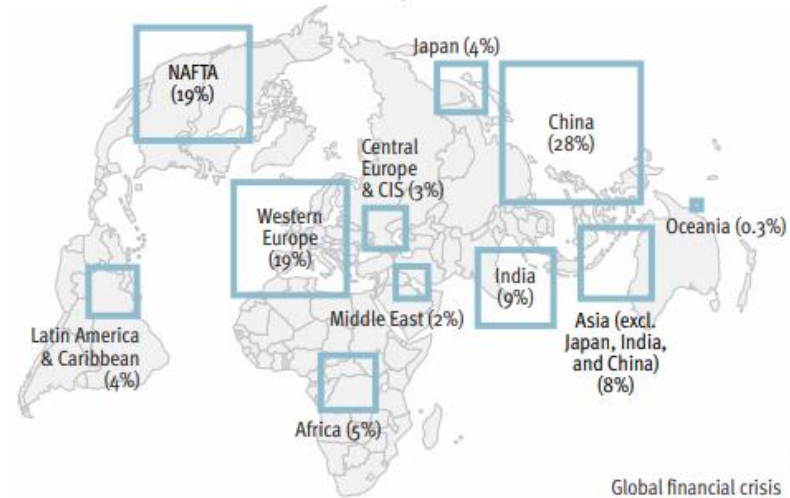 Japan (4%)
NAFTA
(19%)
China
(28%)
Central
Europe
& CIS (3%)
Western
Europe
(19%)
Oceania (0.3%)
India
(9%)
Middle East (2%)
Asia (excl.
Japan, India,
and China)
(8%)
Latin America
& Caribbean
(4%)
Africa (5%)
Global financial crisis